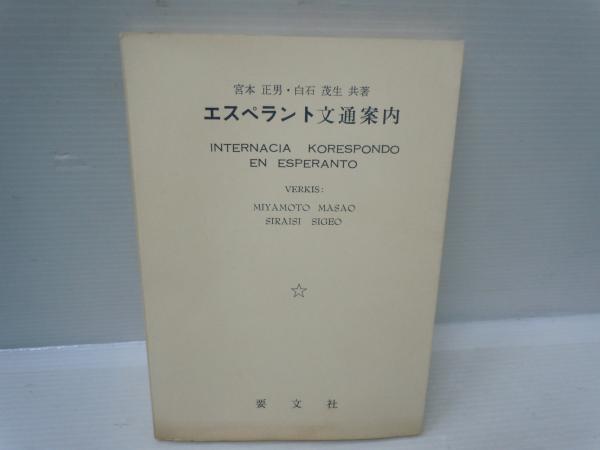 宮本 正男・白石 茂生 共著
エスペラント文通案内
INTERNACIA KORESPONDO
EN ESPERANTO
VERKIS:
MIYAMOTO MASAO
SIRAISI SIGEO
☆
要文社